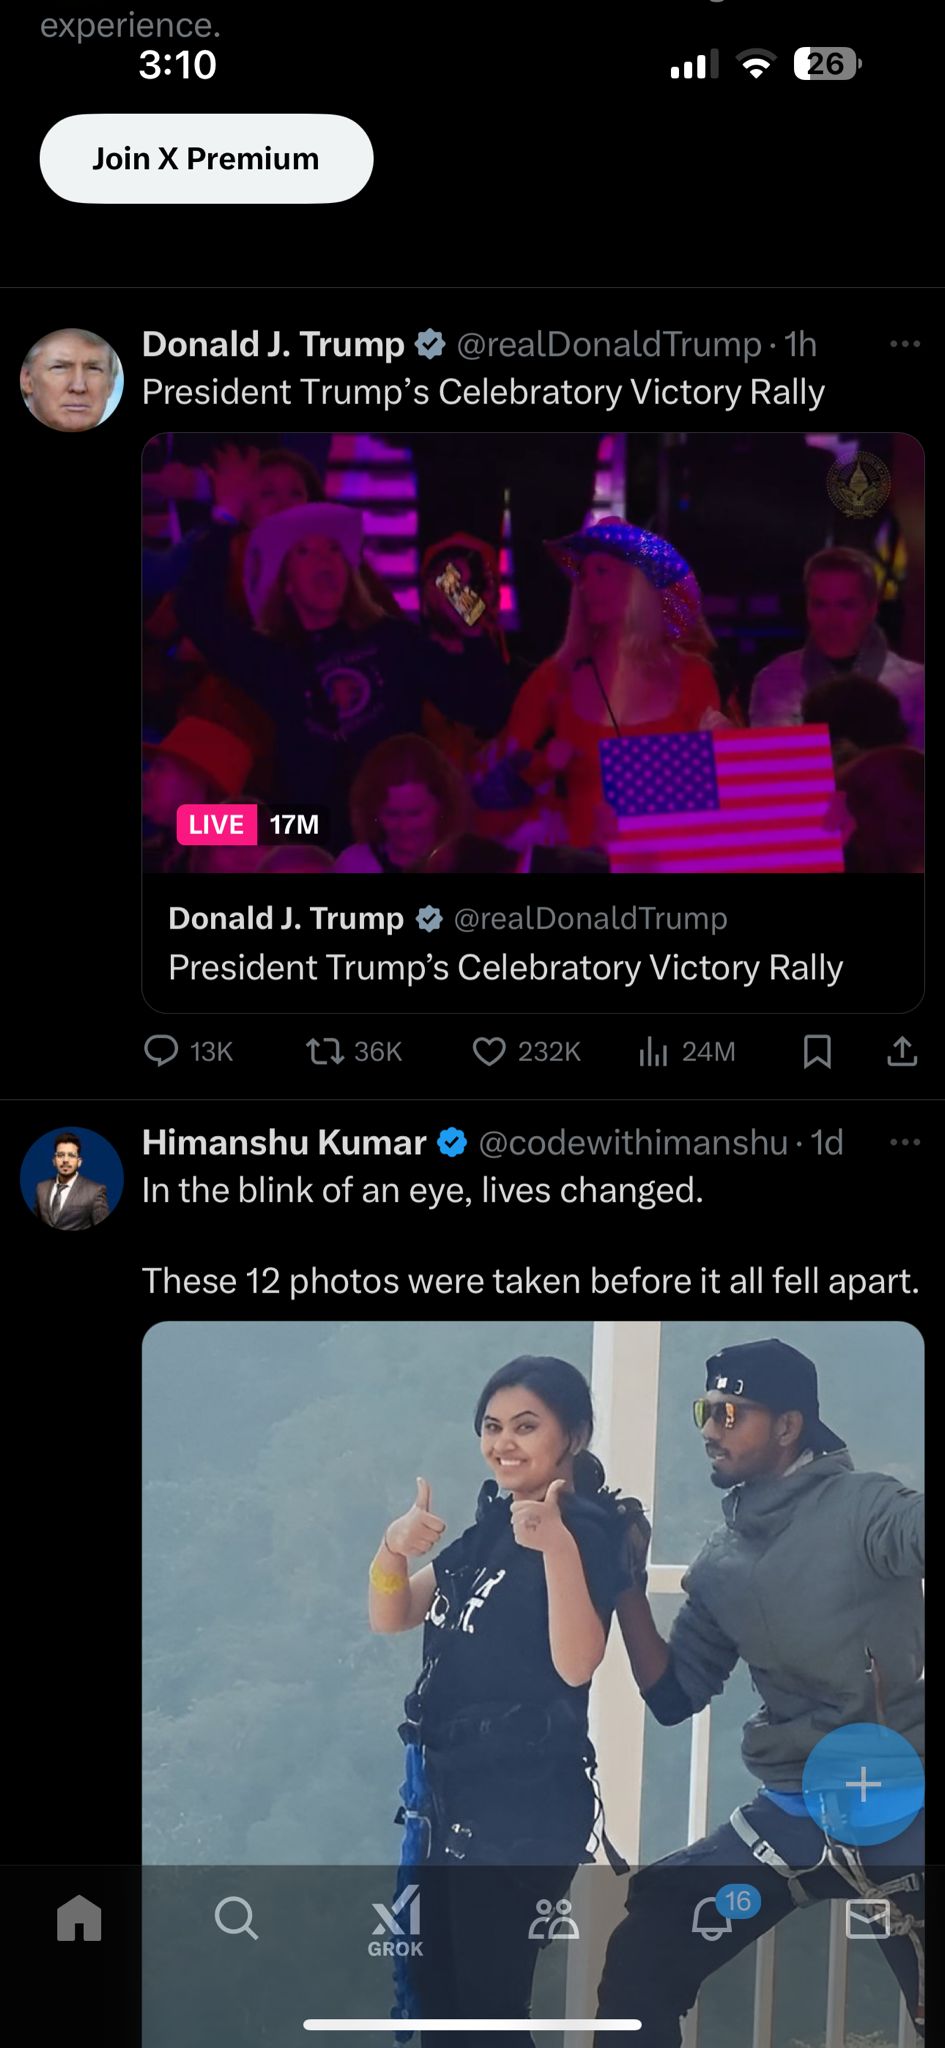 experience.
3:10
26
Join X Premium
Donald J. Trump @realDonaldTrump · 1h
President Trump’s Celebratory Victory Rally
LIVE 17M
Donald J. Trump @realDonaldTrump
President Trump’s Celebratory Victory Rally
13K 36K 232K 24M
Himanshu Kumar @codewithimanshu · 1d
In the blink of an eye, lives changed.
These 12 photos were taken before it all fell apart.
16
GROK